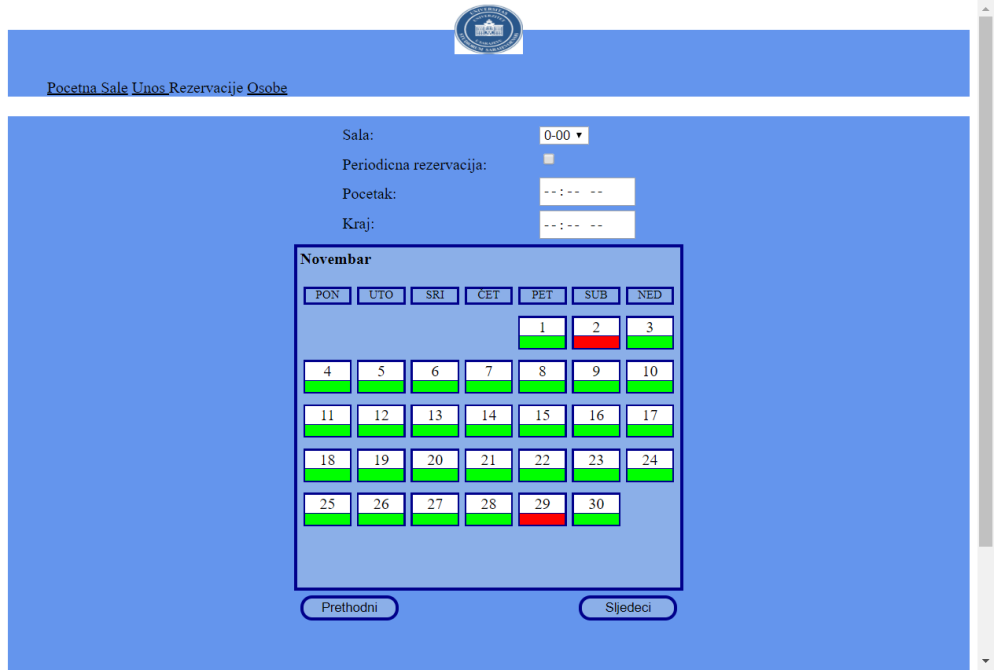 Pocetna Sale Unos Rezervacije Osobe
Sala: 0-00
Periodicna rezervacija:
Pocetak: --:-- --
Kraj: --:-- --
Novembar
PON UTO SRI ČET PET SUB NED
1 2 3
4 5 6 7 8 9 10
11 12 13 14 15 16 17
18 19 20 21 22 23 24
25 26 27 28 29 30
Prethodni Sljedeci